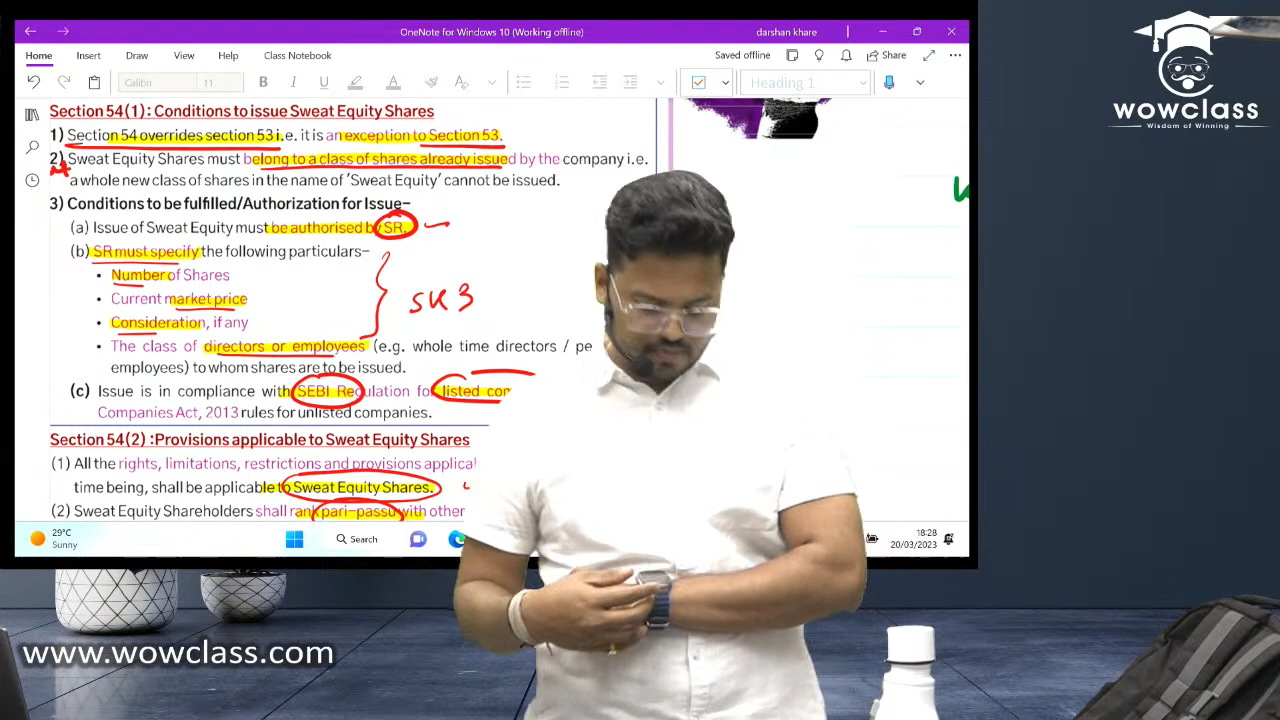 OneNote for Windows 10 (Working offline)
darshan khare
Home Insert Draw View Help Class Notebook
Saved offline
Share
Calibri 11 B I U
Heading 1
wowclass
Wisdom of Winning
Section 54(1): Conditions to issue Sweat Equity Shares
1) Section 54 overrides section 53 i.e. it is an exception to Section 53.
2) Sweat Equity Shares must belong to a class of shares already issued by the company i.e.
a whole new class of shares in the name of 'Sweat Equity' cannot be issued.
3) Conditions to be fulfilled/Authorization for Issue-
(a) Issue of Sweat Equity must be authorised by SR.
(b) SR must specify the following particulars-
• Number of Shares
• Current market price
• Consideration, if any
• The class of directors or employees (e.g. whole time directors / pe
employees) to whom shares are to be issued.
(c) Issue is in compliance with SEBI Regulation for listed com
Companies Act, 2013 rules for unlisted companies.
Section 54(2) :Provisions applicable to Sweat Equity Shares
(1) All the rights, limitations, restrictions and provisions applical
time being, shall be applicable to Sweat Equity Shares.
(2) Sweat Equity Shareholders shall rank pari-passu with other
29°C
Sunny
Search
18:28
20/03/2023
www.wowclass.com